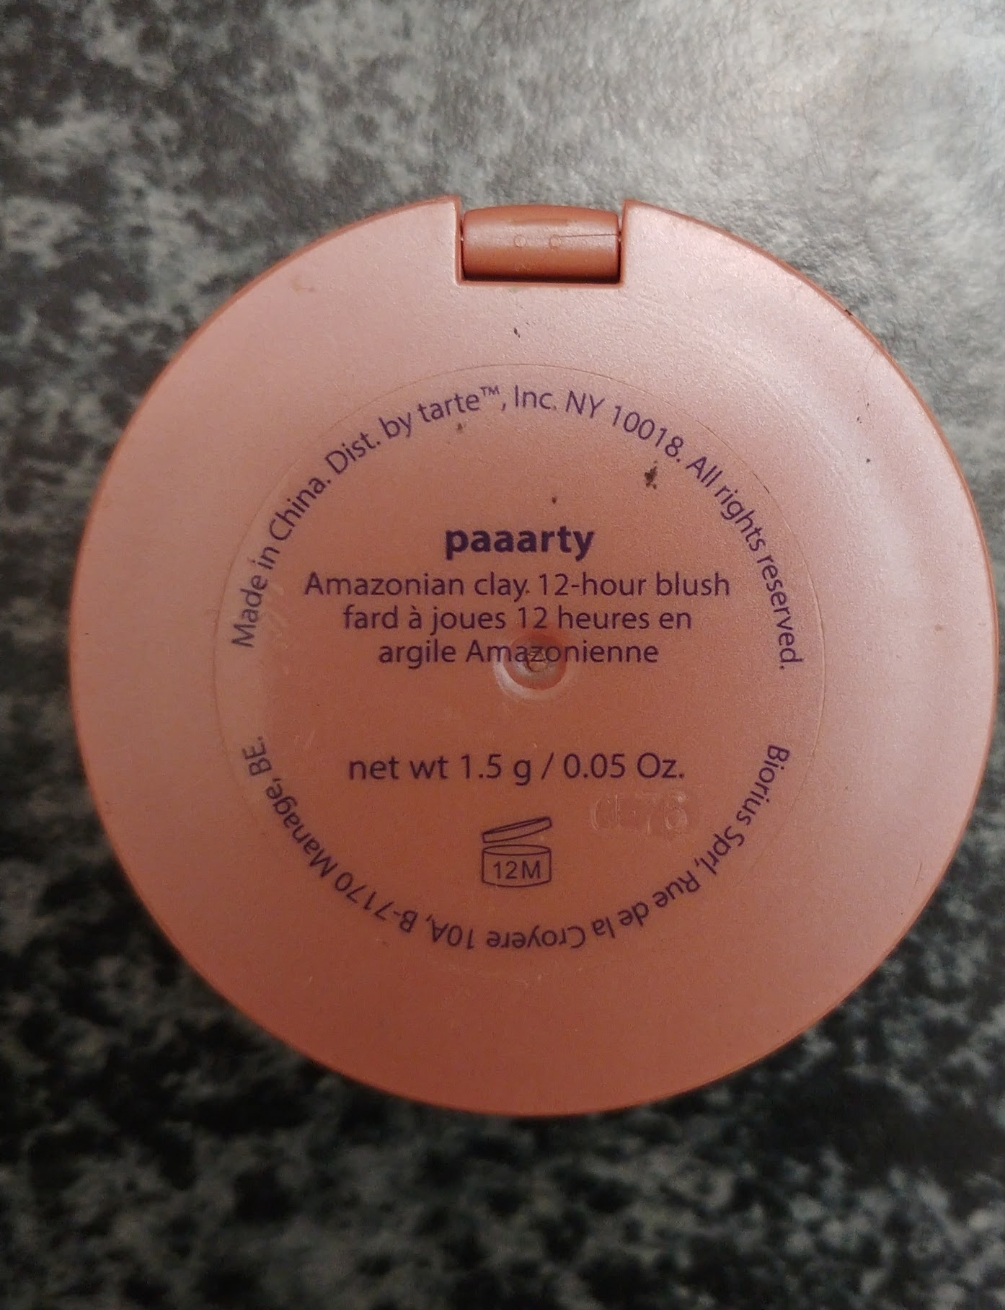 Made in China. Dist. by tarte™, Inc. NY 10018. All rights reserved.
paaarty
Amazonian clay 12-hour blush
fard à joues 12 heures en
argile Amazonienne
net wt 1.5 g / 0.05 Oz.
12M
Biorius Sprl, Rue de la Croyere 10A, B-7170 Manage, BE.